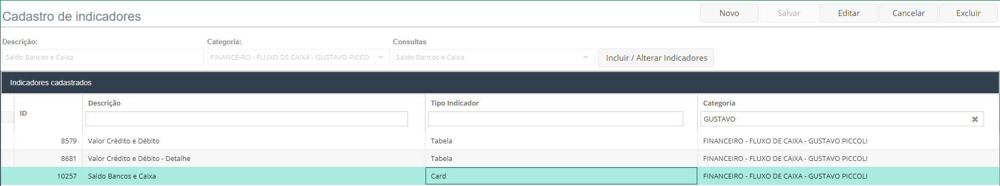 Cadastro de indicadores
Novo Salvar Editar Cancelar Excluir
Descrição: Categoria: Consultas
Saldo Bancos e Caixa FINANCEIRO - FLUXO DE CAIXA - GUSTAVO PICCO Saldo Bancos e Caixa Incluir / Alterar Indicadores
Indicadores cadastrados
ID Descrição Tipo Indicador Categoria
GUSTAVO
8579 Valor Crédito e Débito Tabela FINANCEIRO - FLUXO DE CAIXA - GUSTAVO PICCOLI
8681 Valor Crédito e Débito - Detalhe Tabela FINANCEIRO - FLUXO DE CAIXA - GUSTAVO PICCOLI
10257 Saldo Bancos e Caixa Card FINANCEIRO - FLUXO DE CAIXA - GUSTAVO PICCOLI